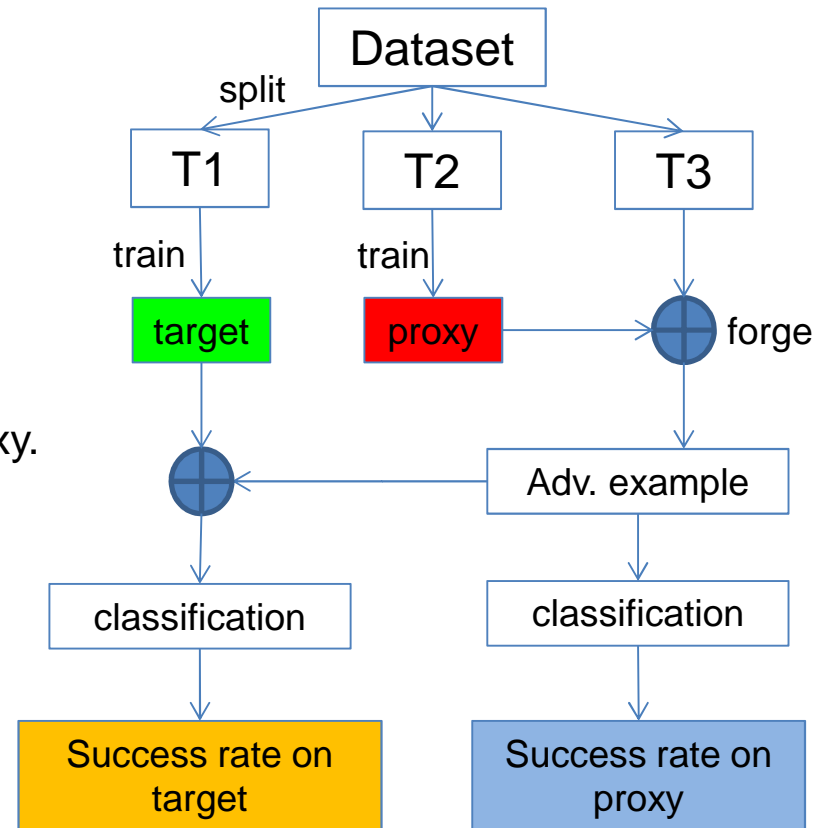 Dataset
split
T1
T2
T3
train
train
target
proxy
forge
xy.
Adv. example
classification
classification
Success rate on
target
Success rate on
proxy